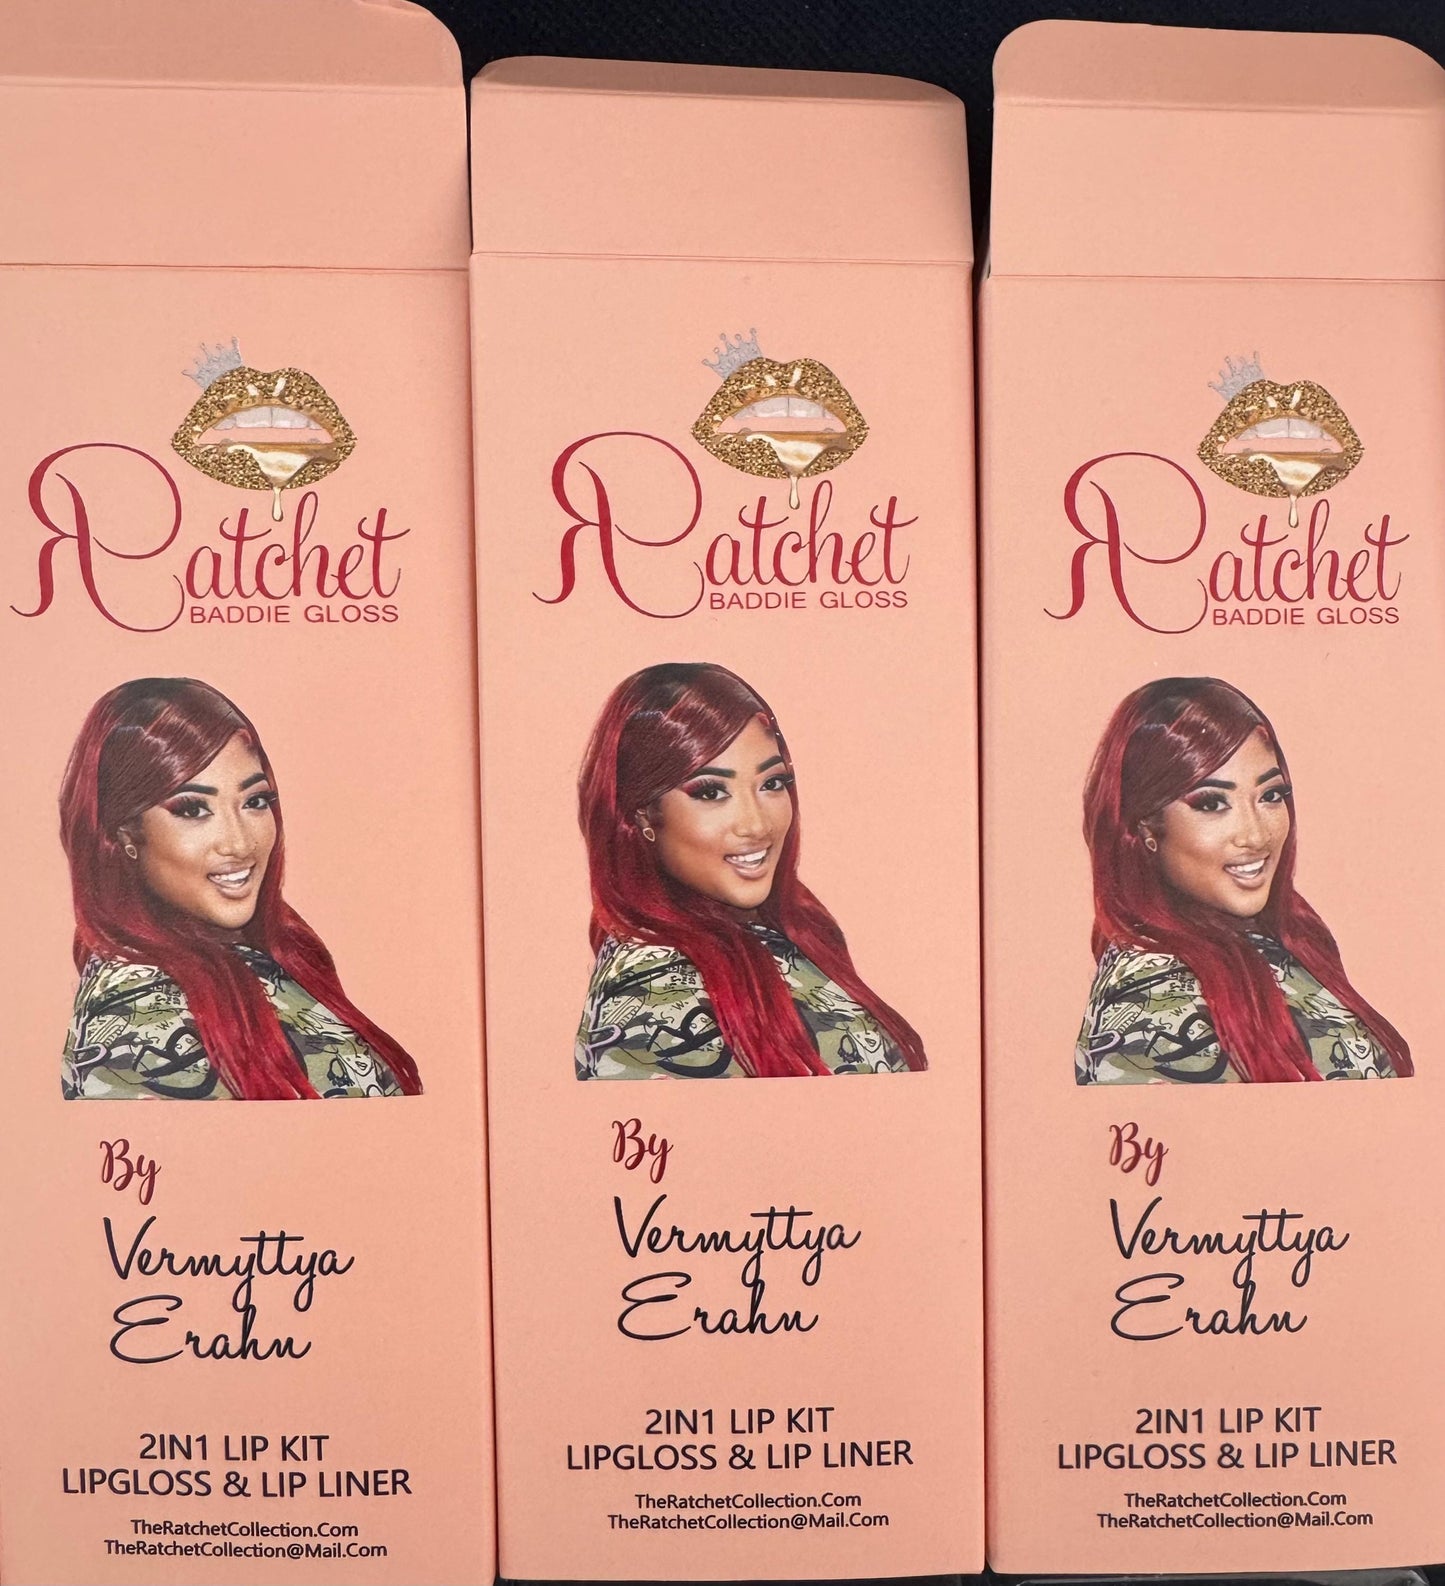 Ratchet
BADDIE GLOSS
By
Vermyttya
Erahn
2IN1 LIP KIT
LIPGLOSS & LIP LINER
TheRatchetCollection.Com
TheRatchetCollection@Mail.Com
Ratchet
BADDIE GLOSS
By
Vermyttya
Erahn
2IN1 LIP KIT
LIPGLOSS & LIP LINER
TheRatchetCollection.Com
TheRatchetCollection@Mail.Com
Ratchet
BADDIE GLOSS
By
Vermyttya
Erahn
2IN1 LIP KIT
LIPGLOSS & LIP LINER
TheRatchetCollection.Com
TheRatchetCollection@Mail.Com